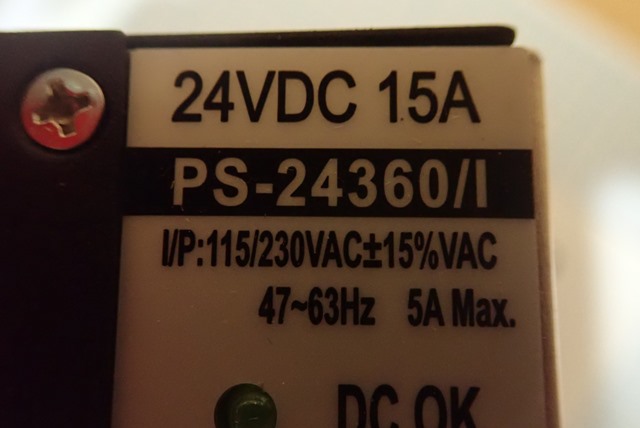 24VDC 15A
PS-24360/I
I/P:115/230VAC±15%VAC
47~63Hz 5A Max.
DC OK